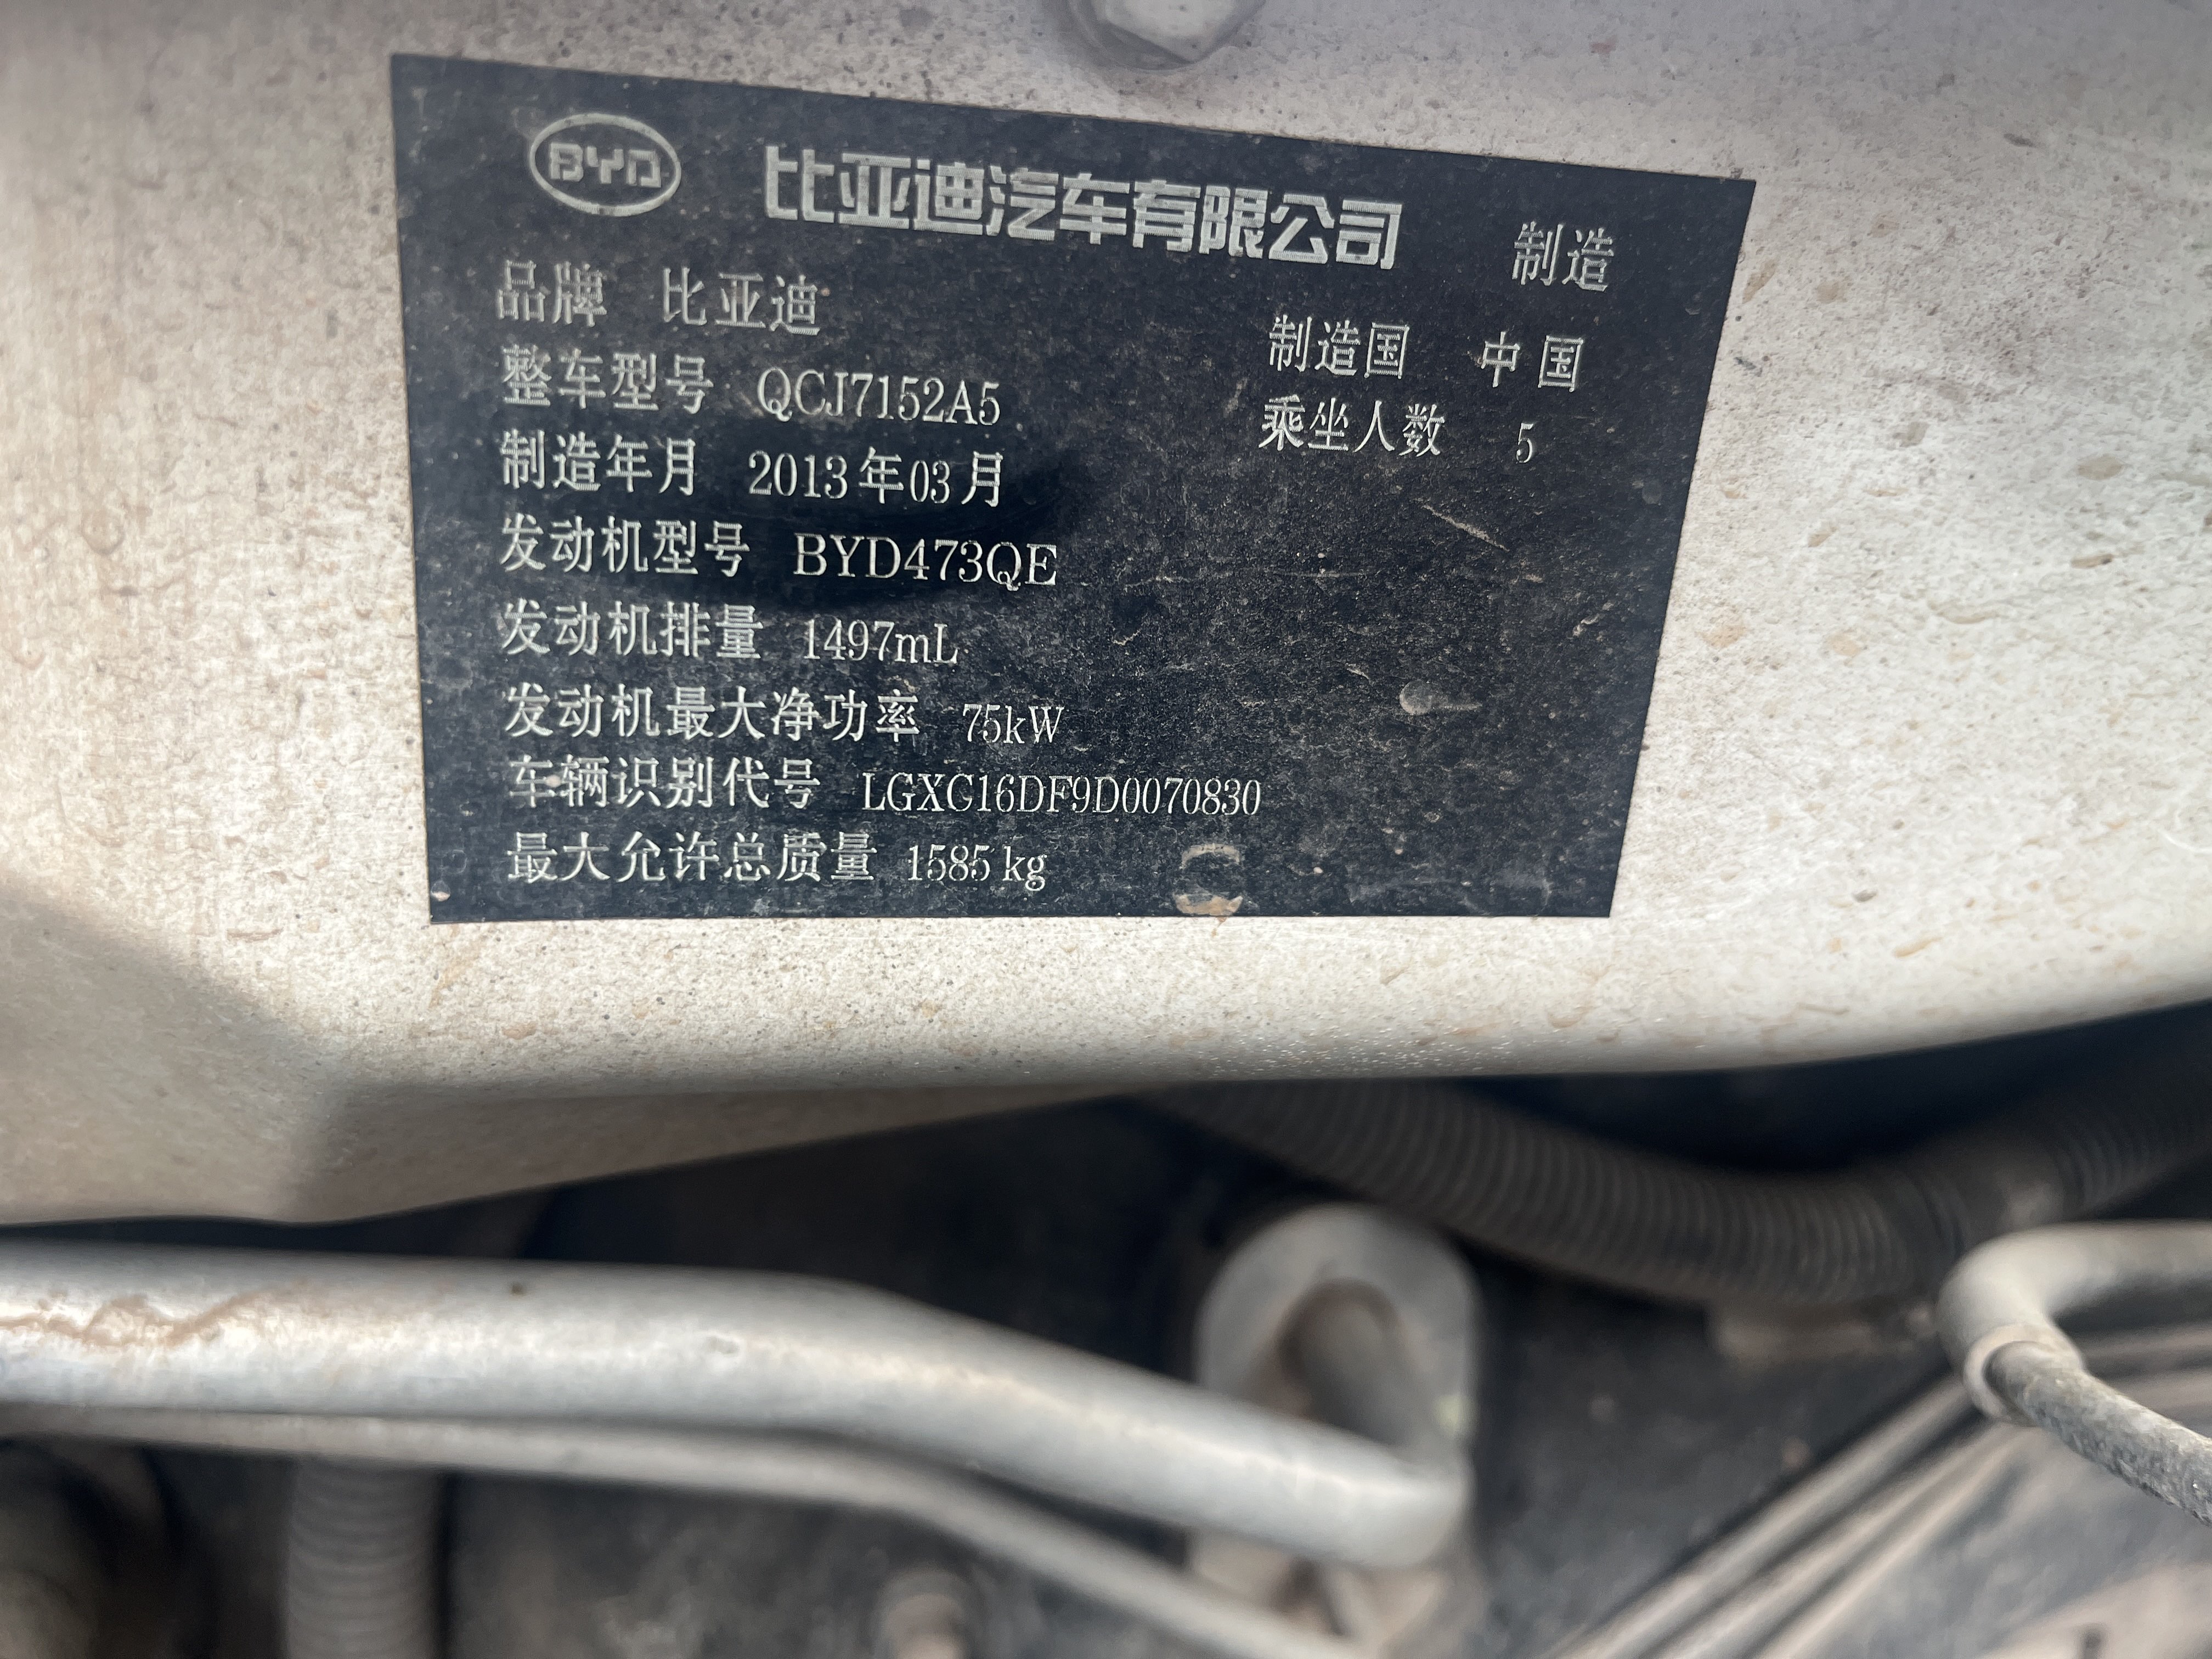 BYD 比亚迪汽车有限公司 制造
品牌 比亚迪 制造国 中国
整车型号 QCJ7152A5 乘坐人数 5
制造年月 2013年03月
发动机型号 BYD473QE
发动机排量 1497mL
发动机最大净功率 75kW
车辆识别代号 LGXC16DF9D0070830
最大允许总质量 1585 kg